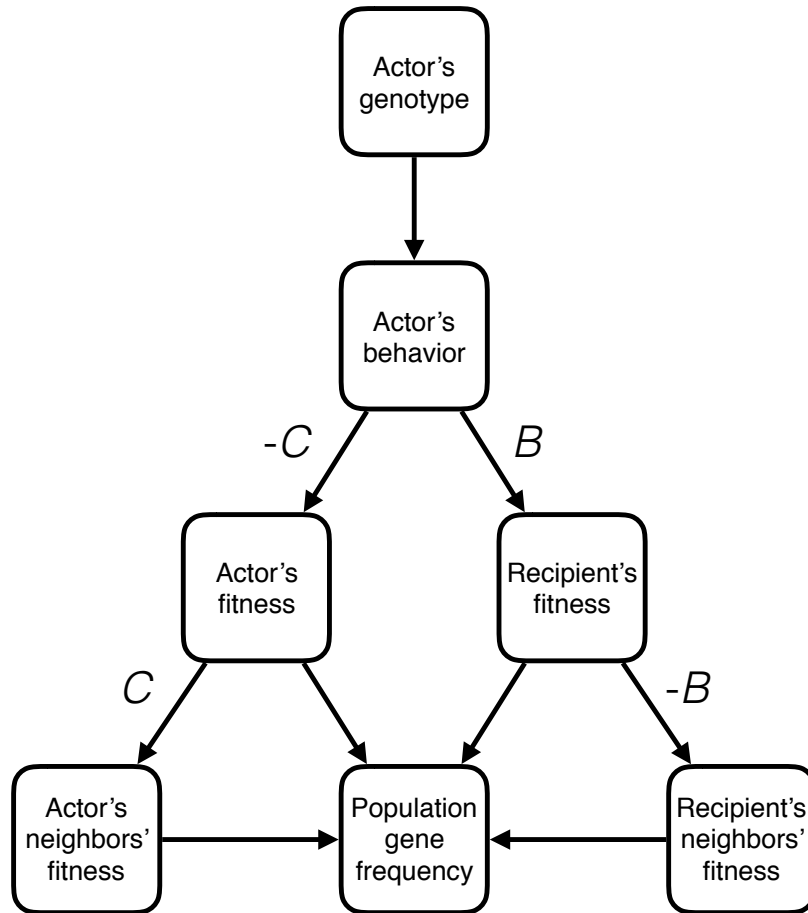 Actor's
genotype
Actor's
behavior
-C
B
Actor's
fitness
Recipient's
fitness
C
-B
Actor's
neighbors'
fitness
Population
gene
frequency
Recipient's
neighbors'
fitness